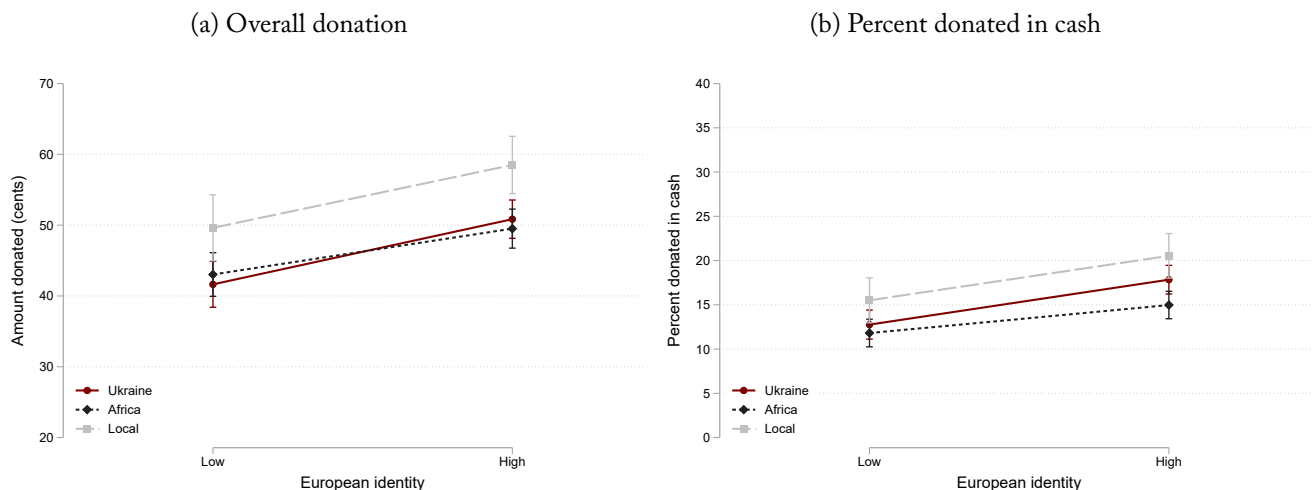 (a) Overall donation
70
60
50
40
30
20
Amount donated (cents)
Ukraine
Africa
Local
Low
High
European identity
(b) Percent donated in cash
40
35
30
25
20
15
10
5
0
Percent donated in cash
Ukraine
Africa
Local
Low
High
European identity